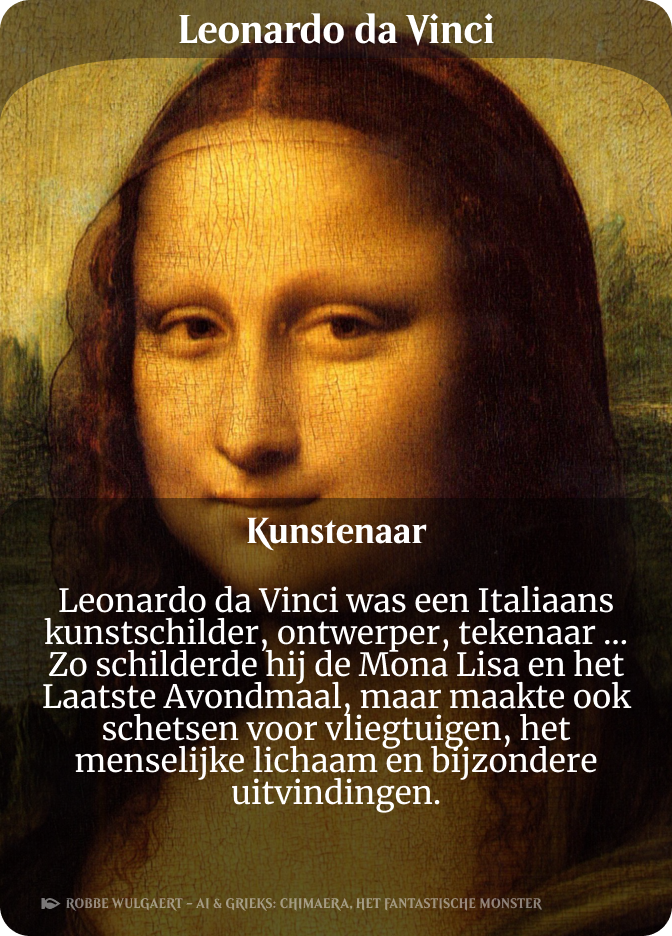 Leonardo da Vinci
Kunstenaar
Leonardo da Vinci was een Italiaans
kunstschilder, ontwerper, tekenaar ...
Zo schilderde hij de Mona Lisa en het
Laatste Avondmaal, maar maakte ook
schetsen voor vliegtuigen, het
menselijke lichaam en bijzondere
uitvindingen.
ROBBE WULGAERT – AI & GRIEKS: CHIMAERA, HET FANTASTISCHE MONSTER